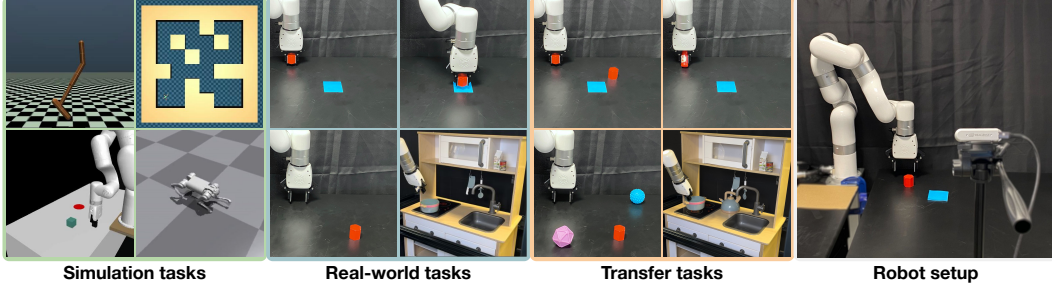 Simulation tasks
Real-world tasks
Transfer tasks
Robot setup